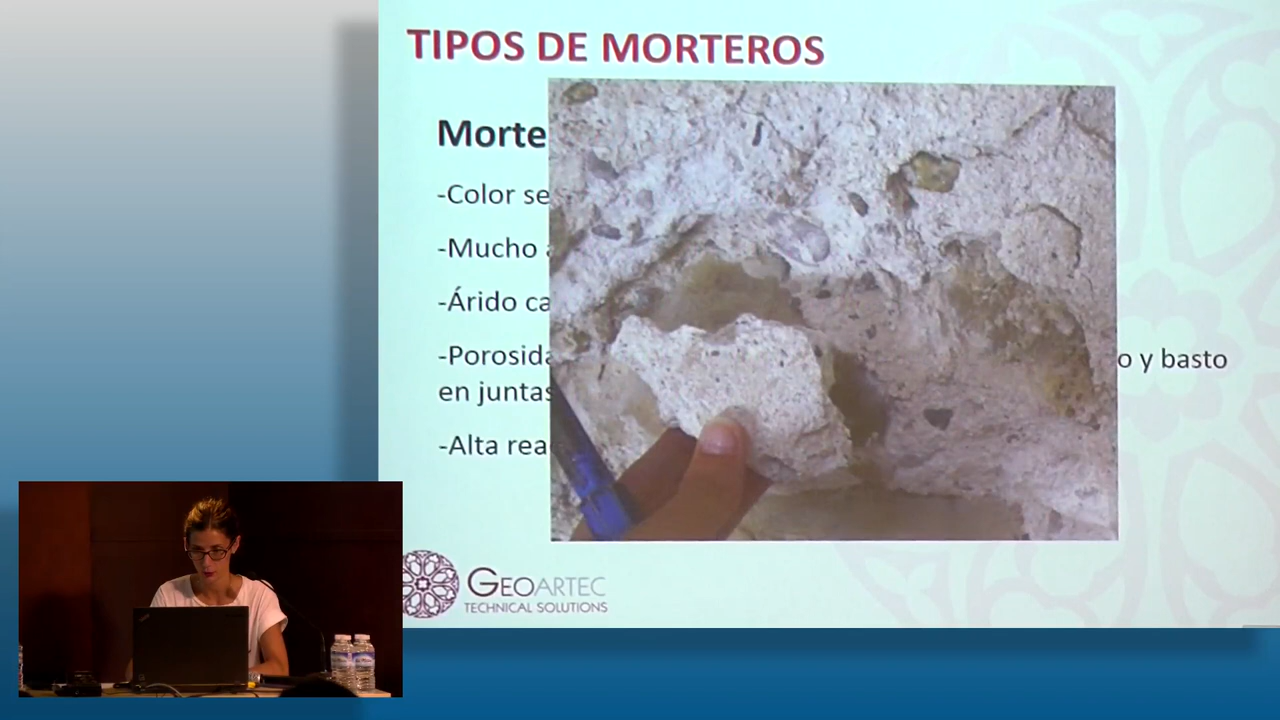 TIPOS DE MORTEROS
Morte
-Color se
-Mucho
-Árido ca
-Porosida o y basto
en juntas
-Alta rea
GEOARTEC
TECHNICAL SOLUTIONS